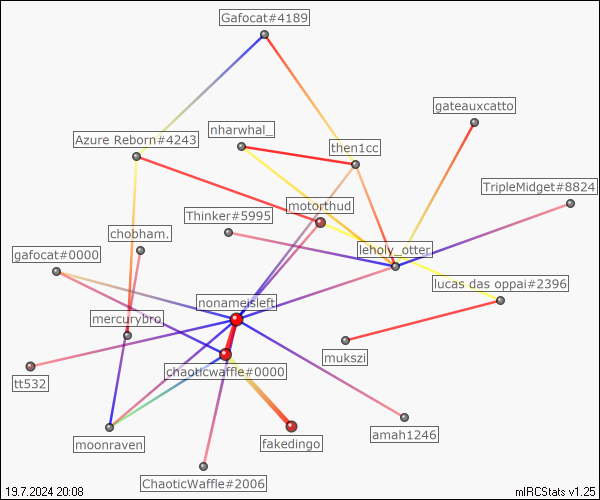 Gafocat#4189
gateauxcatto
nharwhal_
Azure Reborn#4243
then1cc
TripleMidget#8824
motorthud
Thinker#5995
chobham.
leholy_otter.
gafocat#0000
lucas das oppai#2396
nonameisleft
mercurybro
mukszi
chaoticwaffle#0000
tt532
amah1246
moonraven
fakedingo
ChaoticWaffle#2006
19.7.2024 20:08
mIRCStats v1.25